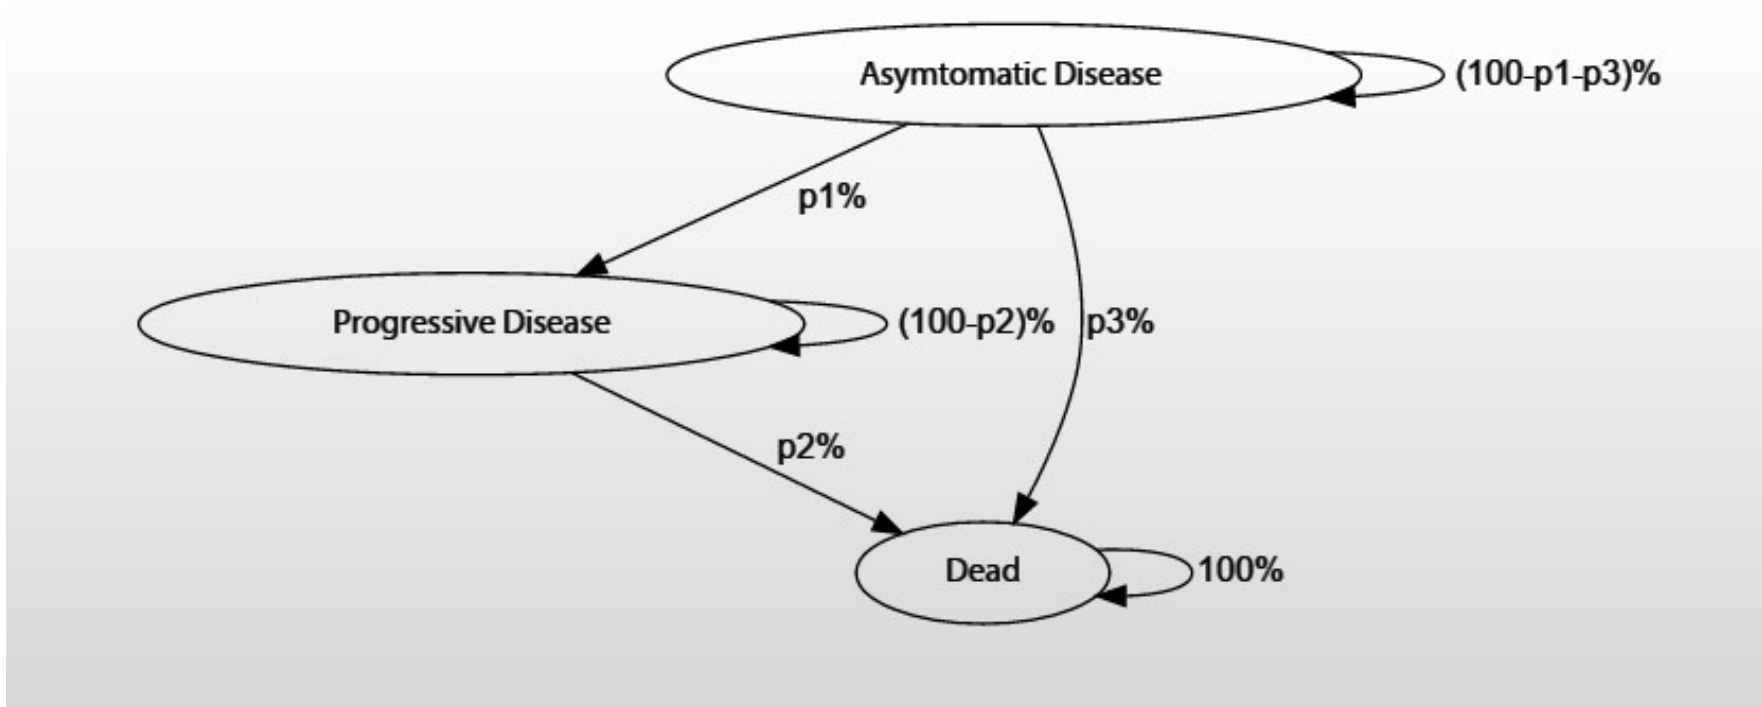 Asymtomatic Disease
(100-p1-p3)%
p1%
Progressive Disease
(100-p2)%
p3%
p2%
Dead
100%